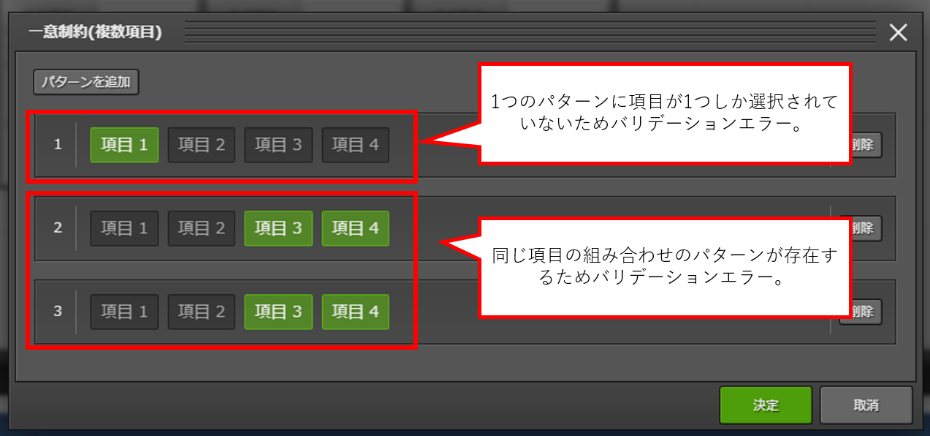 一意制約(複数項目)
パターンを追加
1 項目 1 項目 2 項目 3 項目 4 削除
1つのパターンに項目が1つしか選択されて
いないためバリデーションエラー。
2 項目 1 項目 2 項目 3 項目 4 削除
同じ項目の組み合わせのパターンが存在す
るためバリデーションエラー。
3 項目 1 項目 2 項目 3 項目 4 削除
決定 取消